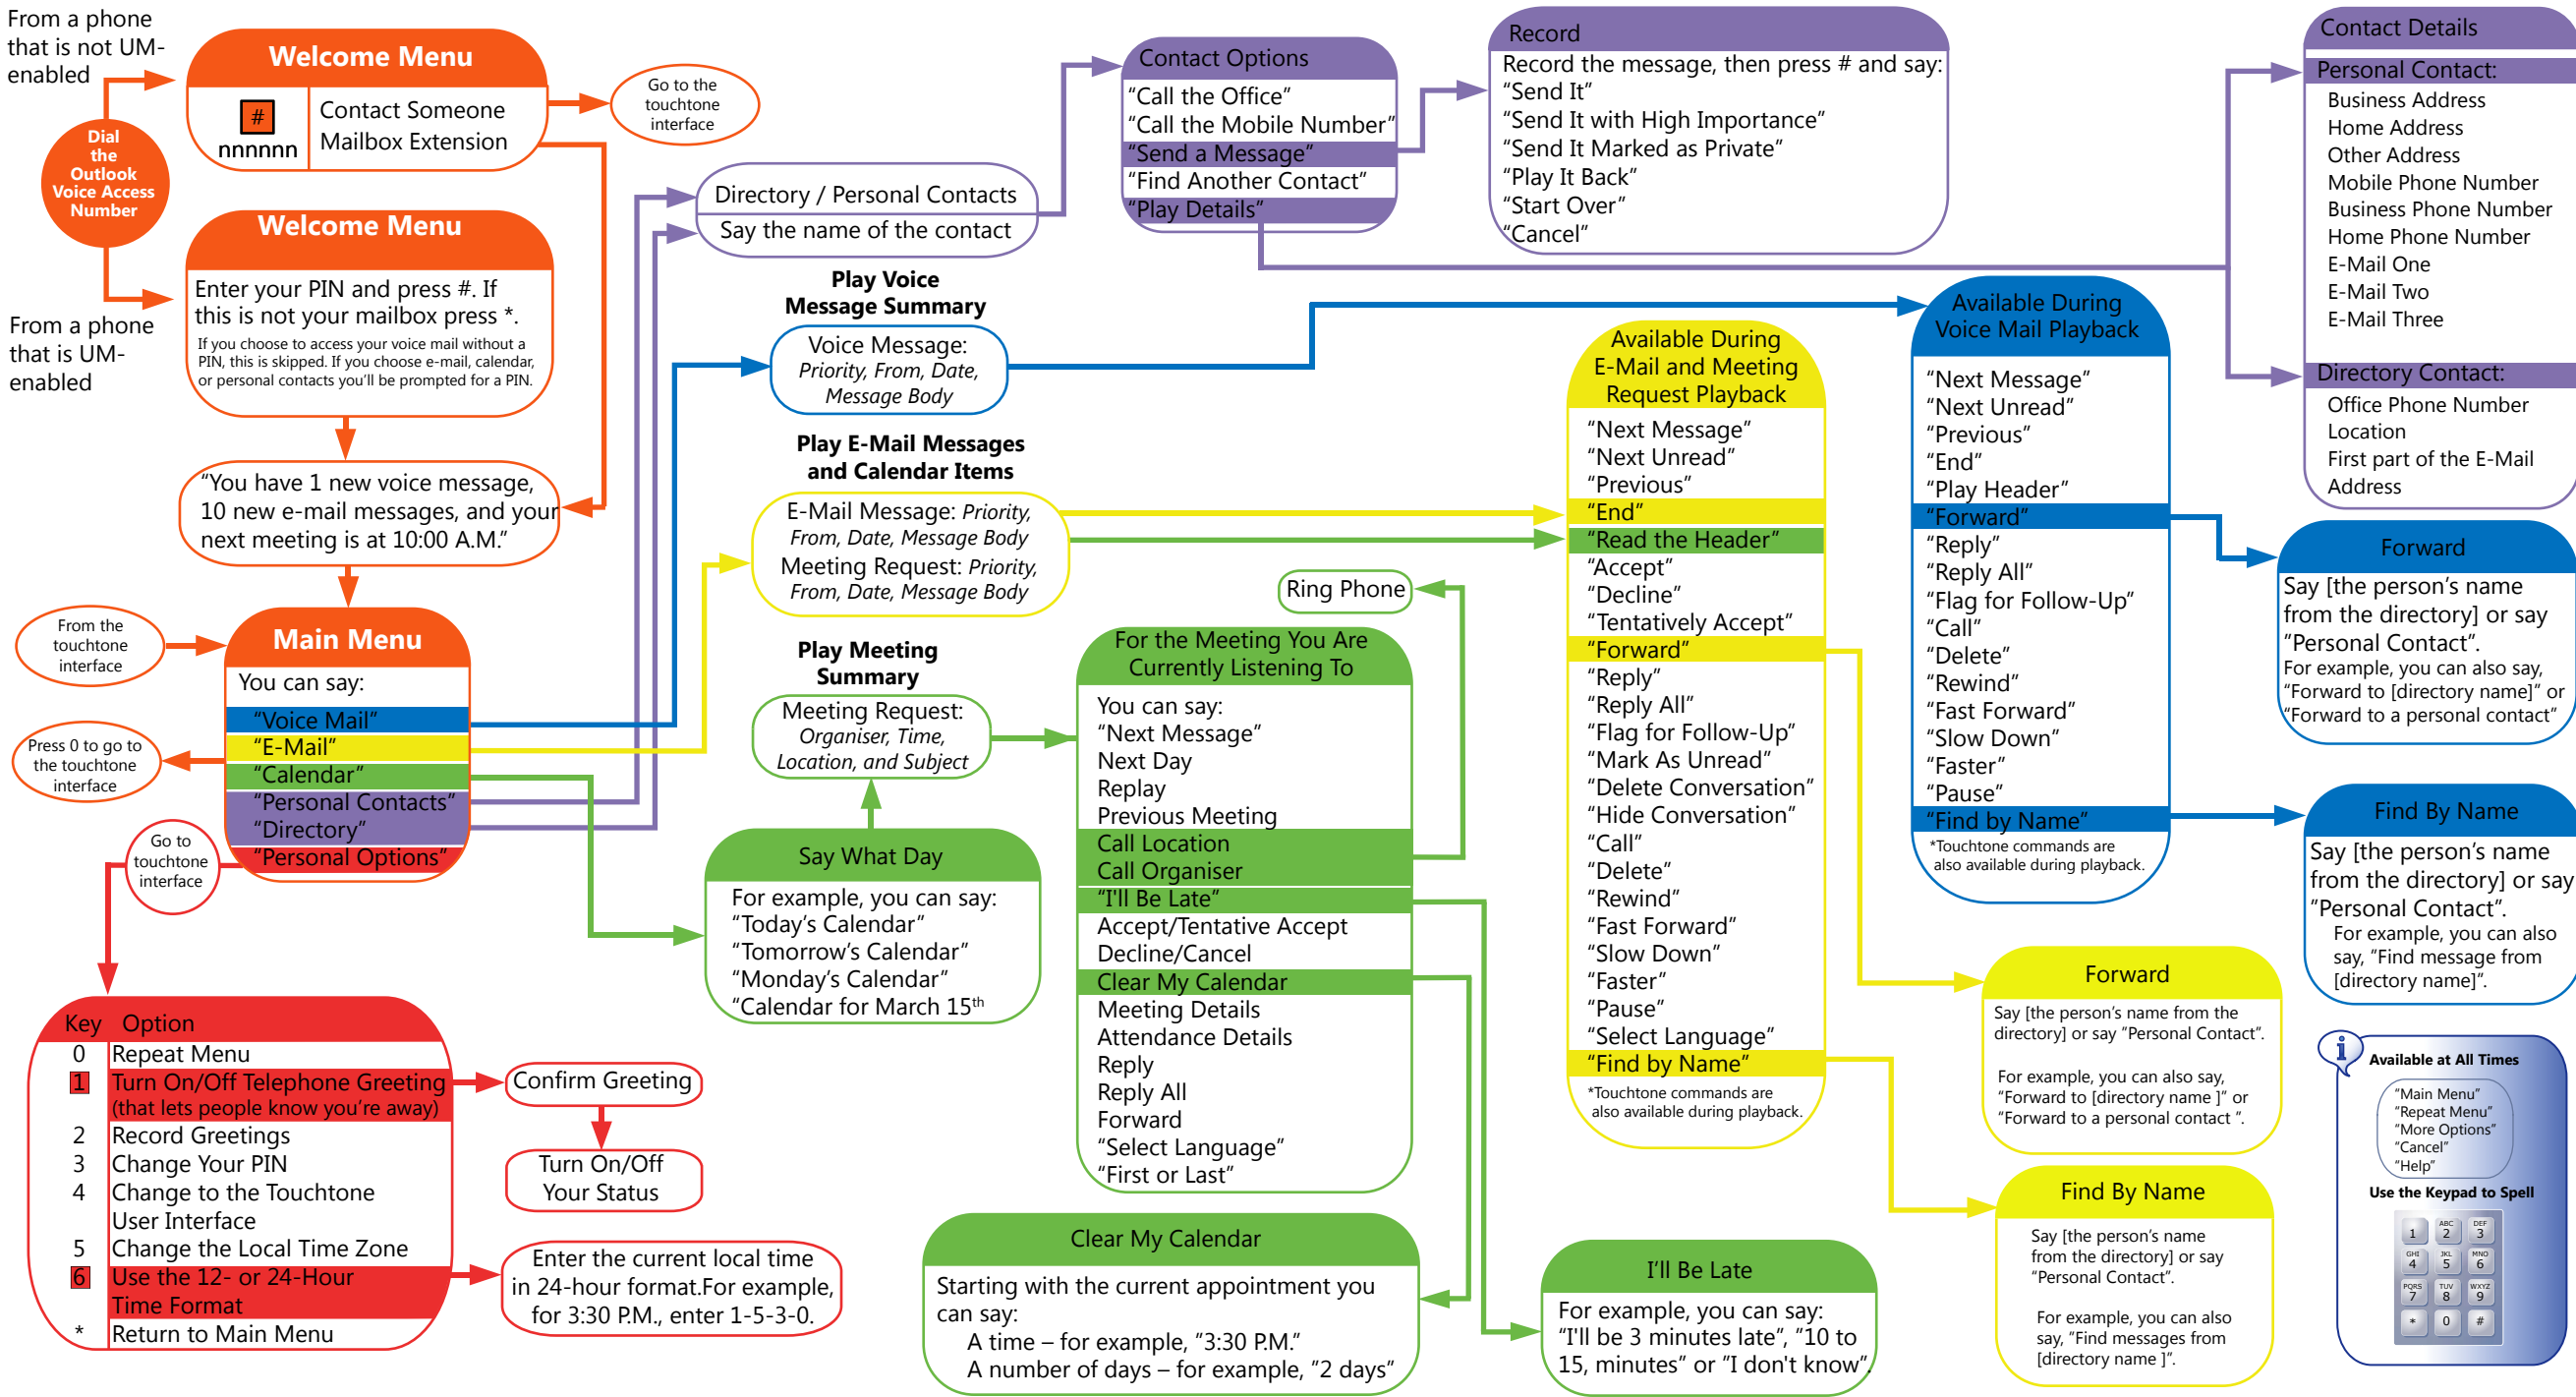 From a phone
that is not UM-
enabled
Dial
the
Outlook
Voice Access
Number
From a phone
that is UM-
enabled
Welcome Menu
#
nnnnnn
Contact Someone
Mailbox Extension
Go to the
touchtone
interface
Welcome Menu
Enter your PIN and press #. If
this is not your mailbox press *.
If you choose to access your voice mail without a
PIN, this is skipped. If you choose e-mail, calendar,
or personal contacts you'll be prompted for a PIN.
“You have 1 new voice message,
10 new e-mail messages, and your
next meeting is at 10:00 A.M.”
From the
touchtone
interface
Press 0 to go to
the touchtone
interface
Main Menu
You can say:
“Voice Mail”
“E-Mail”
“Calendar”
“Personal Contacts”
“Directory”
“Personal Options”
Go to
touchtone
interface
Key Option
0 Repeat Menu
1 Turn On/Off Telephone Greeting
(that lets people know you're away)
2 Record Greetings
3 Change Your PIN
4 Change to the Touchtone
User Interface
5 Change the Local Time Zone
6 Use the 12- or 24-Hour
Time Format
* Return to Main Menu
Confirm Greeting
Turn On/Off
Your Status
Enter the current local time
in 24-hour format.For example,
for 3:30 P.M., enter 1-5-3-0.
Directory / Personal Contacts
Say the name of the contact
Contact Options
“Call the Office”
“Call the Mobile Number”
“Send a Message”
“Find Another Contact”
“Play Details”
Record
Record the message, then press # and say:
“Send It”
“Send It with High Importance”
“Send It Marked as Private”
“Play It Back”
“Start Over”
“Cancel”
Contact Details
Personal Contact:
Business Address
Home Address
Other Address
Mobile Phone Number
Business Phone Number
Home Phone Number
E-Mail One
E-Mail Two
E-Mail Three
Directory Contact:
Office Phone Number
Location
First part of the E-Mail
Address
Play Voice
Message Summary
Voice Message:
Priority, From, Date,
Message Body
Play E-Mail Messages
and Calendar Items
E-Mail Message: Priority,
From, Date, Message Body
Meeting Request: Priority,
From, Date, Message Body
Play Meeting
Summary
Meeting Request:
Organiser, Time,
Location, and Subject
Say What Day
For example, you can say:
“Today's Calendar”
“Tomorrow's Calendar”
“Monday's Calendar”
“Calendar for March 15th
Ring Phone
For the Meeting You Are
Currently Listening To
You can say:
“Next Message”
Next Day
Replay
Previous Meeting
Call Location
Call Organiser
“I'll Be Late”
Accept/Tentative Accept
Decline/Cancel
Clear My Calendar
Meeting Details
Attendance Details
Reply
Reply All
Forward
“Select Language”
“First or Last”
Clear My Calendar
Starting with the current appointment you
can say:
A time – for example, “3:30 P.M.”
A number of days – for example, “2 days”
I'll Be Late
For example, you can say:
“I'll be 3 minutes late”, “10 to
15, minutes” or “I don't know”.
Available During
E-Mail and Meeting
Request Playback
“Next Message”
“Next Unread”
“Previous”
“End”
“Read the Header”
“Accept”
“Decline”
“Tentatively Accept”
“Forward”
“Reply”
“Reply All”
“Flag for Follow-Up”
“Mark As Unread”
“Delete Conversation”
“Hide Conversation”
“Call”
“Delete”
“Rewind”
“Fast Forward”
“Slow Down”
“Faster”
“Pause”
“Select Language”
“Find by Name”
*Touchtone commands are
also available during playback.
Available During
Voice Mail Playback
“Next Message”
“Next Unread”
“Previous”
“End”
“Play Header”
“Forward”
“Reply”
“Reply All”
“Flag for Follow-Up”
“Call”
“Delete”
“Rewind”
“Fast Forward”
“Slow Down”
“Faster”
“Pause”
“Find by Name”
*Touchtone commands are
also available during playback.
Forward
Say [the person's name
from the directory] or say
“Personal Contact”.
For example, you can also say,
“Forward to [directory name]” or
“Forward to a personal contact”
Find By Name
Say [the person's name
from the directory] or say
“Personal Contact”.
For example, you can also
say, “Find message from
[directory name]”.
Forward
Say [the person's name from the
directory] or say “Personal Contact”.
For example, you can also say,
“Forward to [directory name ]” or
“Forward to a personal contact ”.
Find By Name
Say [the person's name
from the directory] or say
“Personal Contact”.
For example, you can also
say, “Find messages from
[directory name ]”.
i
Available at All Times
“Main Menu”
“Repeat Menu”
“More Options”
“Cancel”
“Help”
Use the Keypad to Spell
1 ABC 2 DEF 3
GHI 4 JKL 5 MNO 6
PQRS 7 TUV 8 WXYZ 9
* 0 #